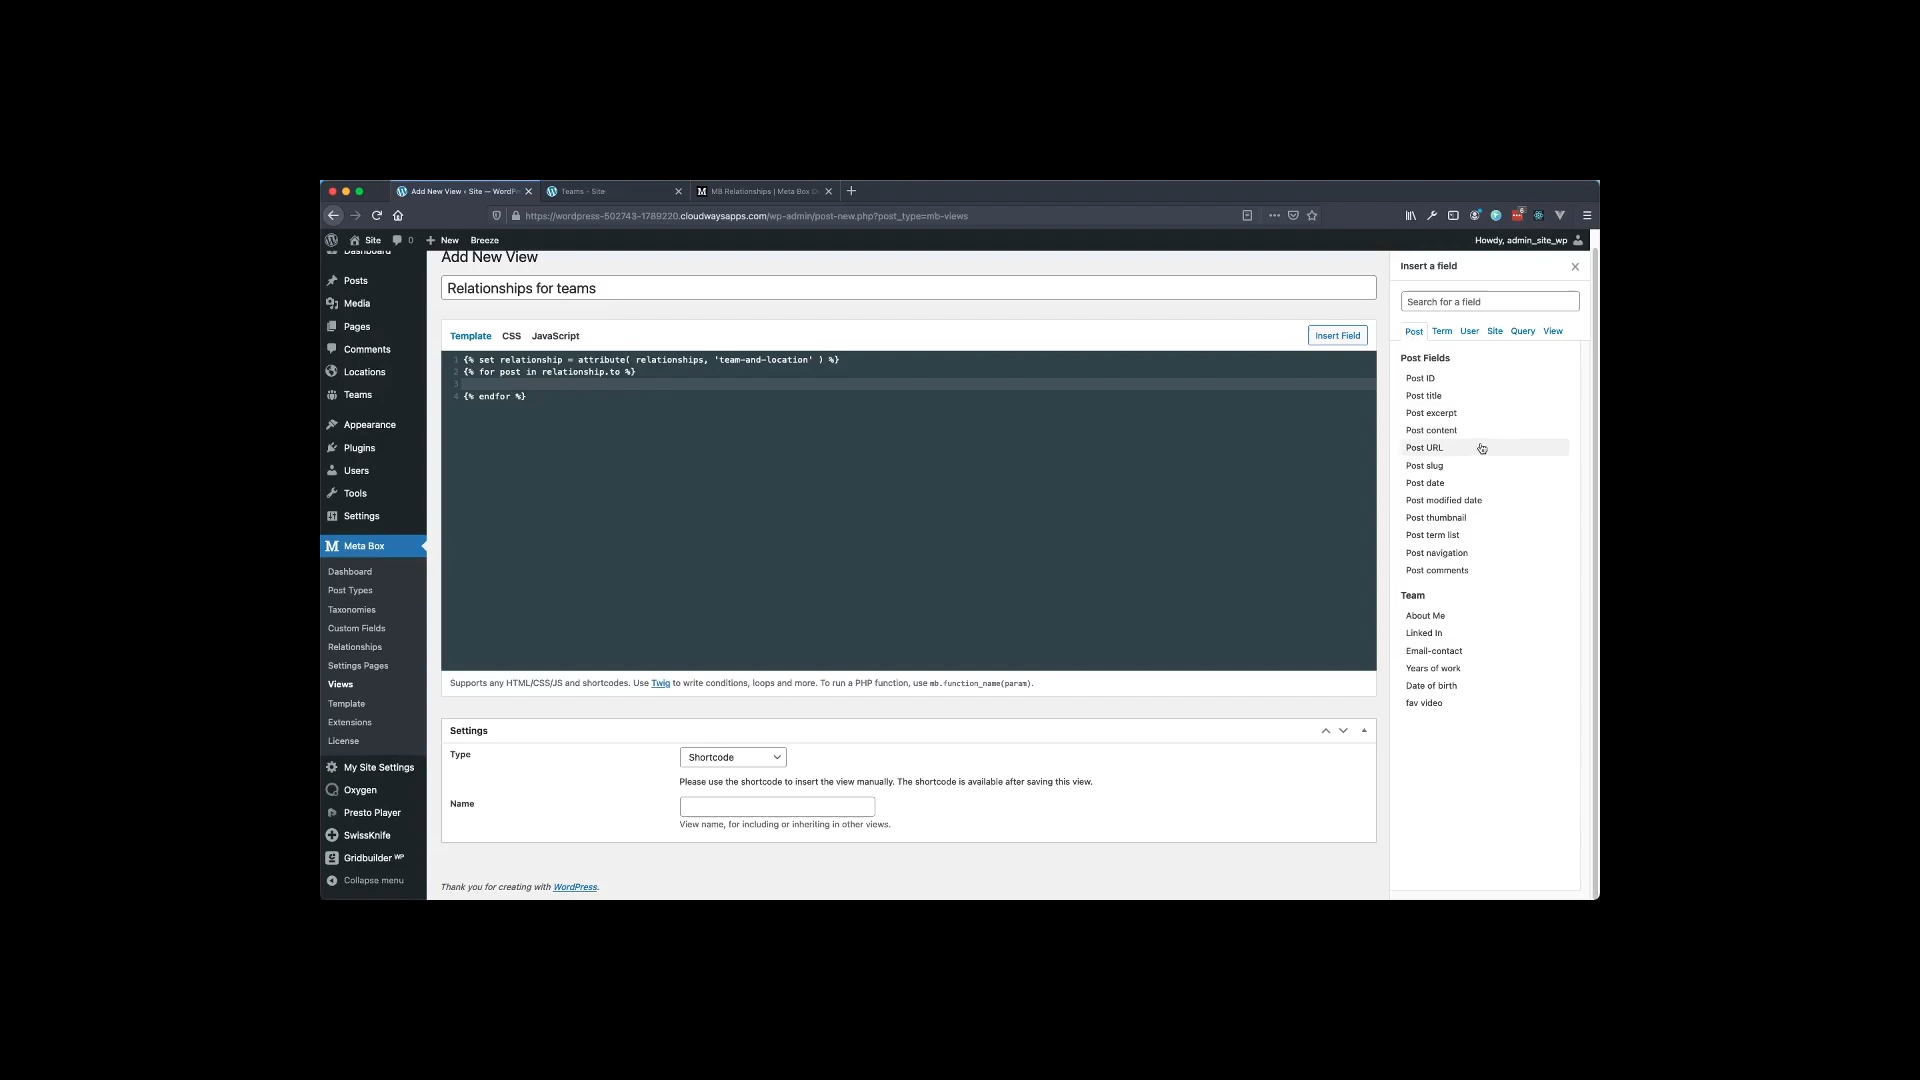 Add New View ‹ Site — WordPr
Teams – Site
MB Relationships | Meta Box D
https://wordpress-502743-1789220.cloudwaysapps.com/wp-admin/post-new.php?post_type=mb-views
Site
0
New
Breeze
Howdy, admin_site_wp
Dashboard
Posts
Media
Pages
Comments
Locations
Teams
Appearance
Plugins
Users
Tools
Settings
Meta Box
Dashboard
Post Types
Taxonomies
Custom Fields
Relationships
Settings Pages
Views
Template
Extensions
License
My Site Settings
Oxygen
Presto Player
SwissKnife
Gridbuilder WP
Collapse menu
Add New View
Relationships for teams
Template CSS JavaScript
Insert Field
1 {% set relationship = attribute( relationships, 'team-and-location' ) %}
2 {% for post in relationship.to %}
3
4 {% endfor %}
Supports any HTML/CSS/JS and shortcodes. Use Twig to write conditions, loops and more. To run a PHP function, use mb.function_name(param).
Settings
Type
Shortcode
Please use the shortcode to insert the view manually. The shortcode is available after saving this view.
Name
View name, for including or inheriting in other views.
Thank you for creating with WordPress.
Insert a field
Search for a field
Post Term User Site Query View
Post Fields
Post ID
Post title
Post excerpt
Post content
Post URL
Post slug
Post date
Post modified date
Post thumbnail
Post term list
Post navigation
Post comments
Team
About Me
Linked In
Email-contact
Years of work
Date of birth
fav video